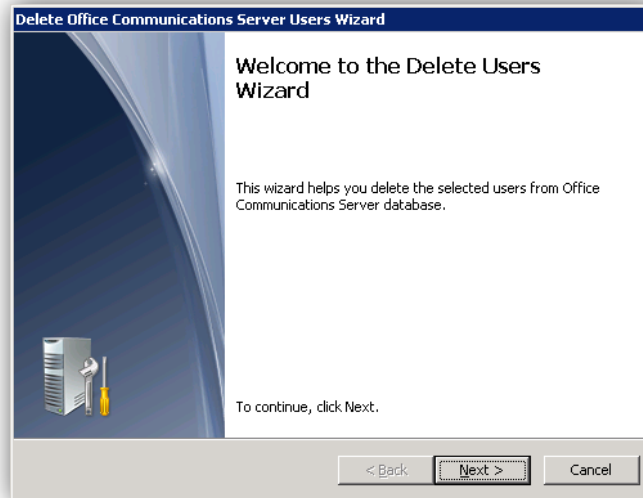 Delete Office Communications Server Users Wizard
Welcome to the Delete Users
Wizard
This wizard helps you delete the selected users from Office
Communications Server database.
To continue, click Next.
< Back   Next >   Cancel